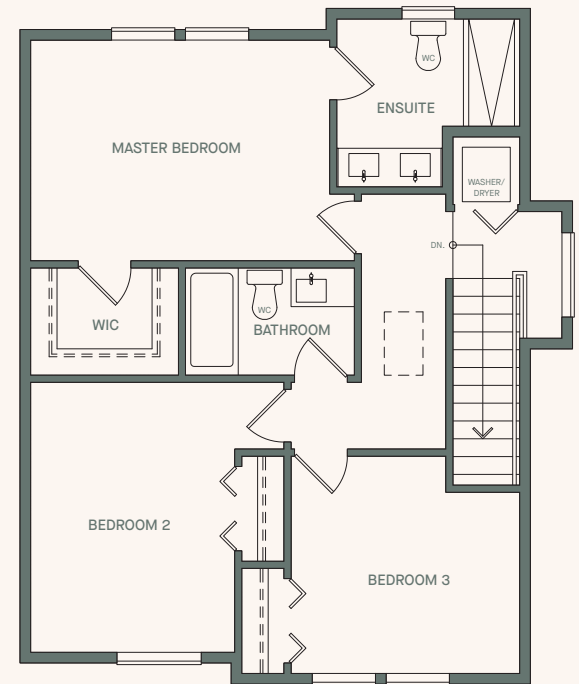 WC
ENSUITE
MASTER BEDROOM
WASHER/
DRYER
DN.
WIC
WC
BATHROOM
BEDROOM 2
BEDROOM 3